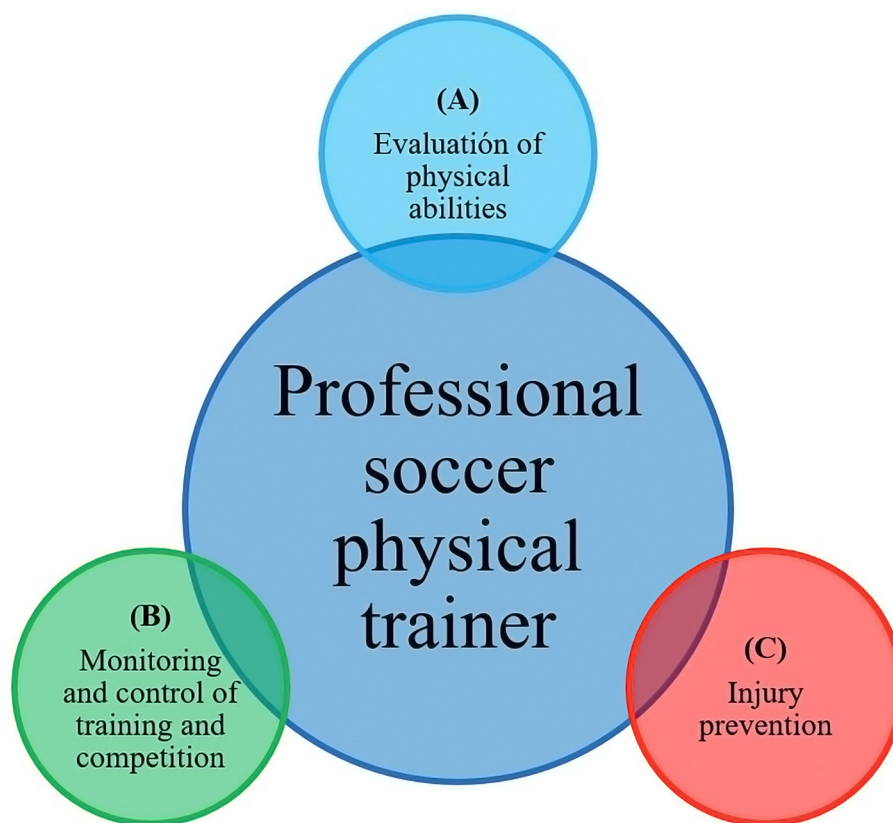 (A)
Evaluatión of
physical
abilities
Professional
soccer
physical
trainer
(B)
Monitoring
and control of
training and
competition
(C)
Injury
prevention